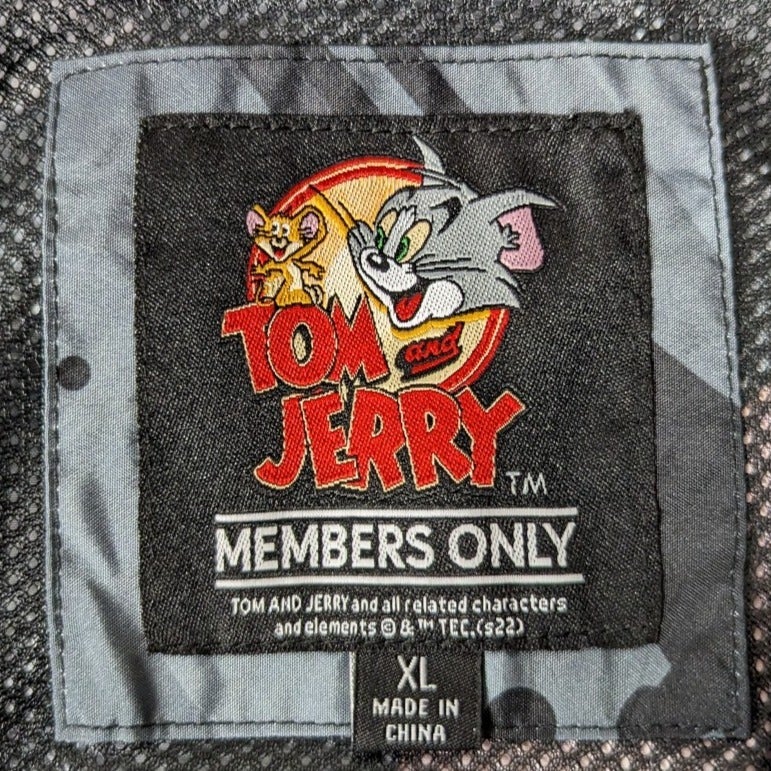 TOM
and
JERRY
TM
MEMBERS ONLY
TOM AND JERRY and all related characters
and elements © & ™ TEC. (s22)
XL
MADE IN
CHINA